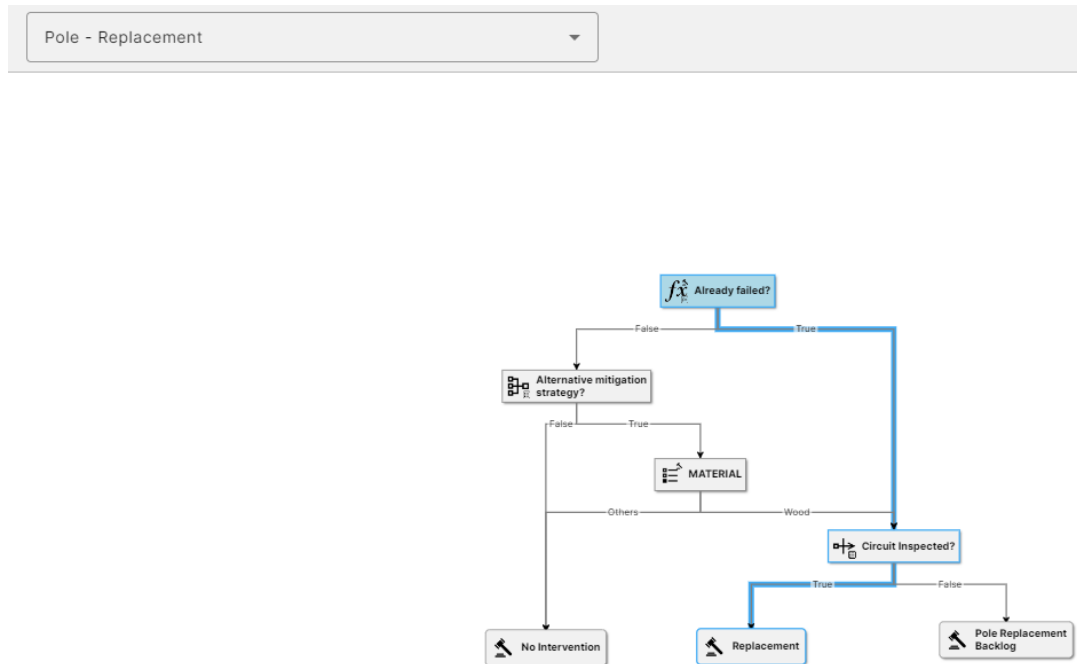 Pole - Replacement
Already failed?
False
True
Alternative mitigation
strategy?
False
True
MATERIAL
Others
Wood
Circuit Inspected?
True
False
No Intervention
Replacement
Pole Replacement
Backlog